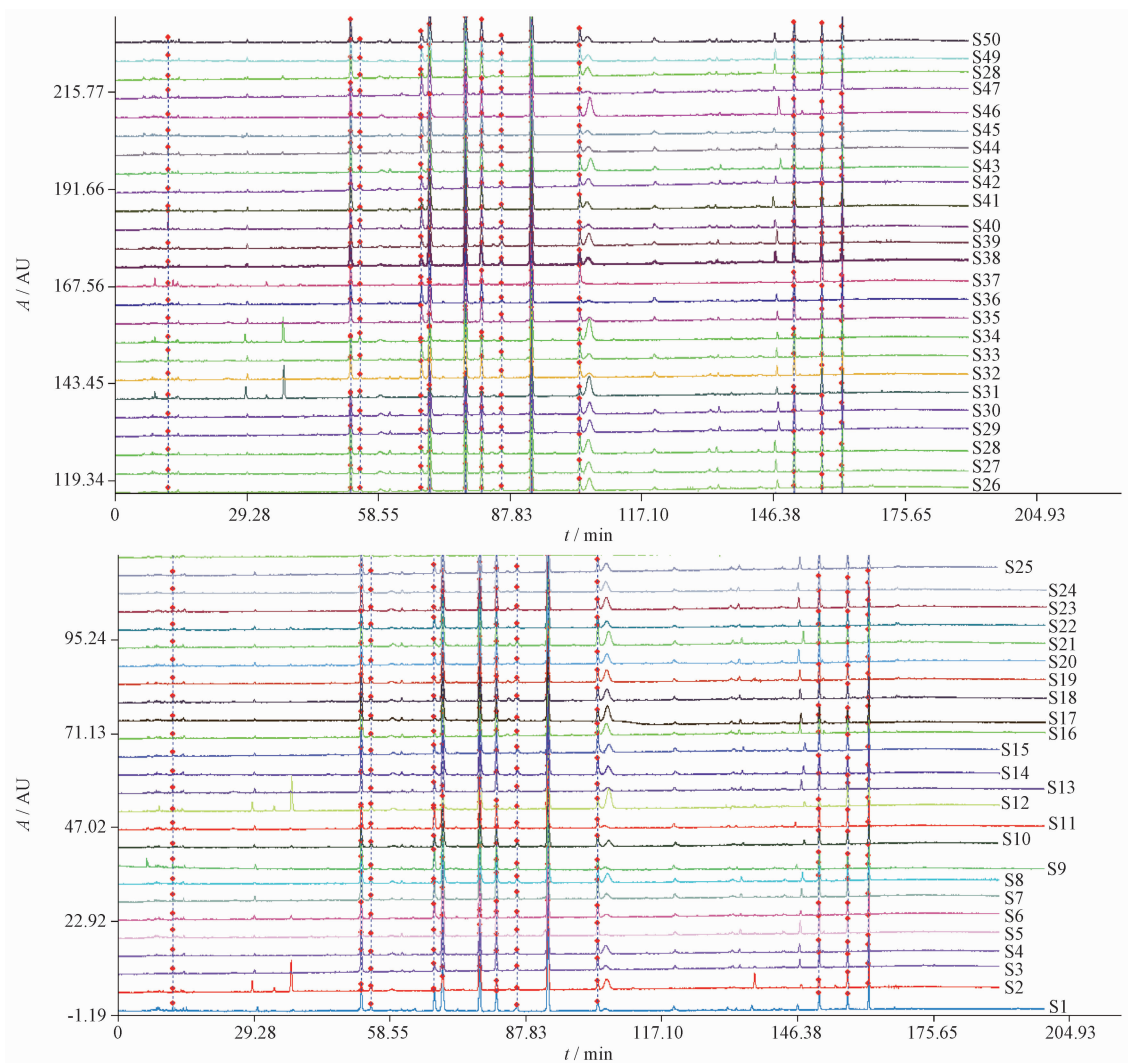 S50
S49
S28
S47
S46
S45
S44
S43
S42
S41
S40
S39
S38
S37
S36
S35
S34
S33
S32
S31
S30
S29
S28
S27
S26
215.77
191.66
167.56
143.45
119.34
A / AU
0 29.28 58.55 87.83 117.10 146.38 175.65 204.93
t / min
S25
S24
S23
S22
S21
S20
S19
S18
S17
S16
S15
S14
S13
S12
S11
S10
S9
S8
S7
S6
S5
S4
S3
S2
S1
95.24
71.13
47.02
22.92
-1.19
A / AU
0 29.28 58.55 87.83 117.10 146.38 175.65 204.93
t / min